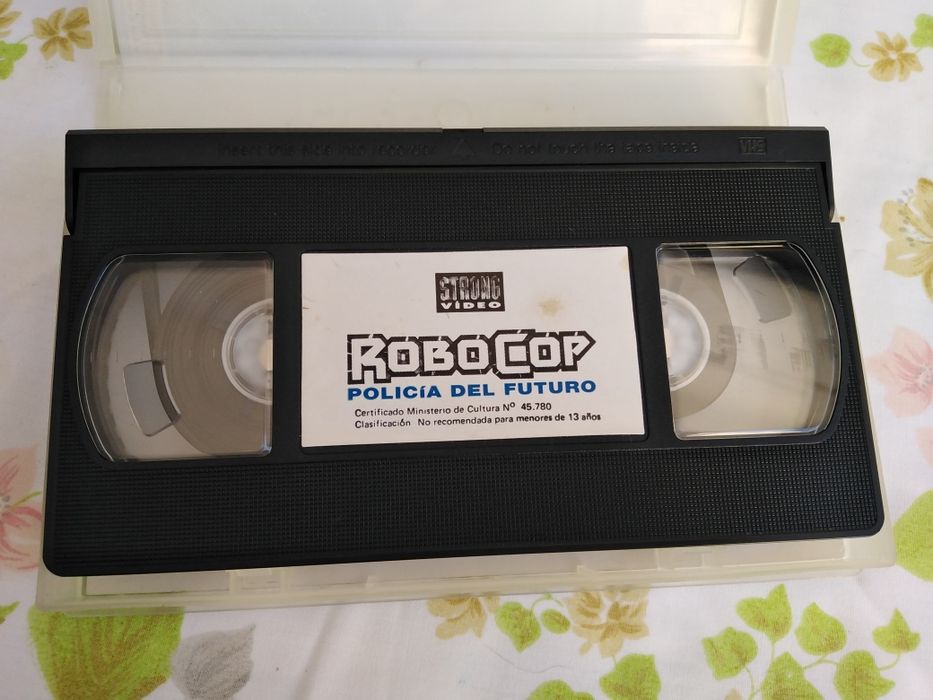 Insert this side into recorder Do not touch the tape inside VHS
STRONG
VÍDEO
ROBOCOP
POLICÍA DEL FUTURO
Certificado Ministerio de Cultura Nº 45.780
Clasificación No recomendada para menores de 13 años